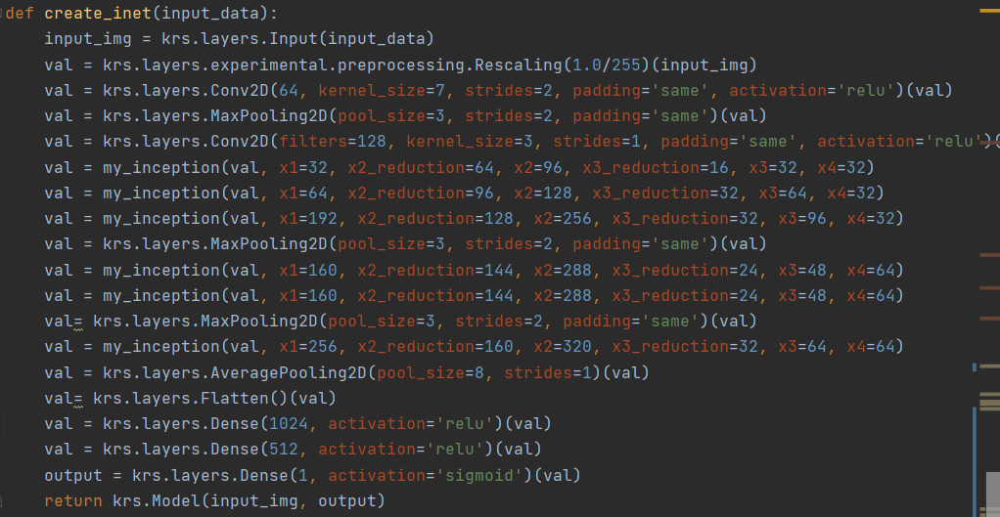 def create_inet(input_data):
    input_img = krs.layers.Input(input_data)
    val = krs.layers.experimental.preprocessing.Rescaling(1.0/255)(input_img)
    val = krs.layers.Conv2D(64, kernel_size=7, strides=2, padding='same', activation='relu')(val)
    val = krs.layers.MaxPooling2D(pool_size=3, strides=2, padding='same')(val)
    val = krs.layers.Conv2D(filters=128, kernel_size=3, strides=1, padding='same', activation='relu')(
    val = my_inception(val, x1=32, x2_reduction=64, x2=96, x3_reduction=16, x3=32, x4=32)
    val = my_inception(val, x1=64, x2_reduction=96, x2=128, x3_reduction=32, x3=64, x4=32)
    val = my_inception(val, x1=192, x2_reduction=128, x2=256, x3_reduction=32, x3=96, x4=32)
    val = krs.layers.MaxPooling2D(pool_size=3, strides=2, padding='same')(val)
    val = my_inception(val, x1=160, x2_reduction=144, x2=288, x3_reduction=24, x3=48, x4=64)
    val = my_inception(val, x1=160, x2_reduction=144, x2=288, x3_reduction=24, x3=48, x4=64)
    val= krs.layers.MaxPooling2D(pool_size=3, strides=2, padding='same')(val)
    val = my_inception(val, x1=256, x2_reduction=160, x2=320, x3_reduction=32, x3=64, x4=64)
    val = krs.layers.AveragePooling2D(pool_size=8, strides=1)(val)
    val= krs.layers.Flatten()(val)
    val = krs.layers.Dense(1024, activation='relu')(val)
    val = krs.layers.Dense(512, activation='relu')(val)
    output = krs.layers.Dense(1, activation='sigmoid')(val)
    return krs.Model(input_img, output)